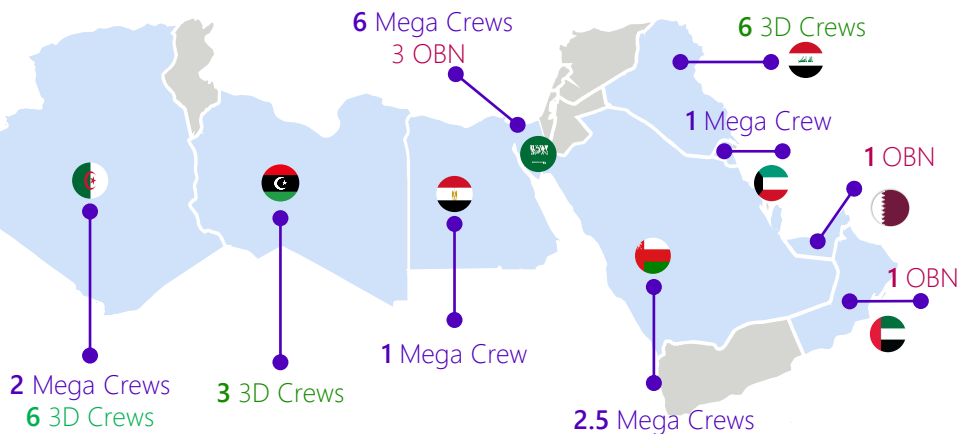 6 Mega Crews
3 OBN
6 3D Crews
1 Mega Crew
1 OBN
1 OBN
1 Mega Crew
2 Mega Crews
6 3D Crews
3 3D Crews
2.5 Mega Crews